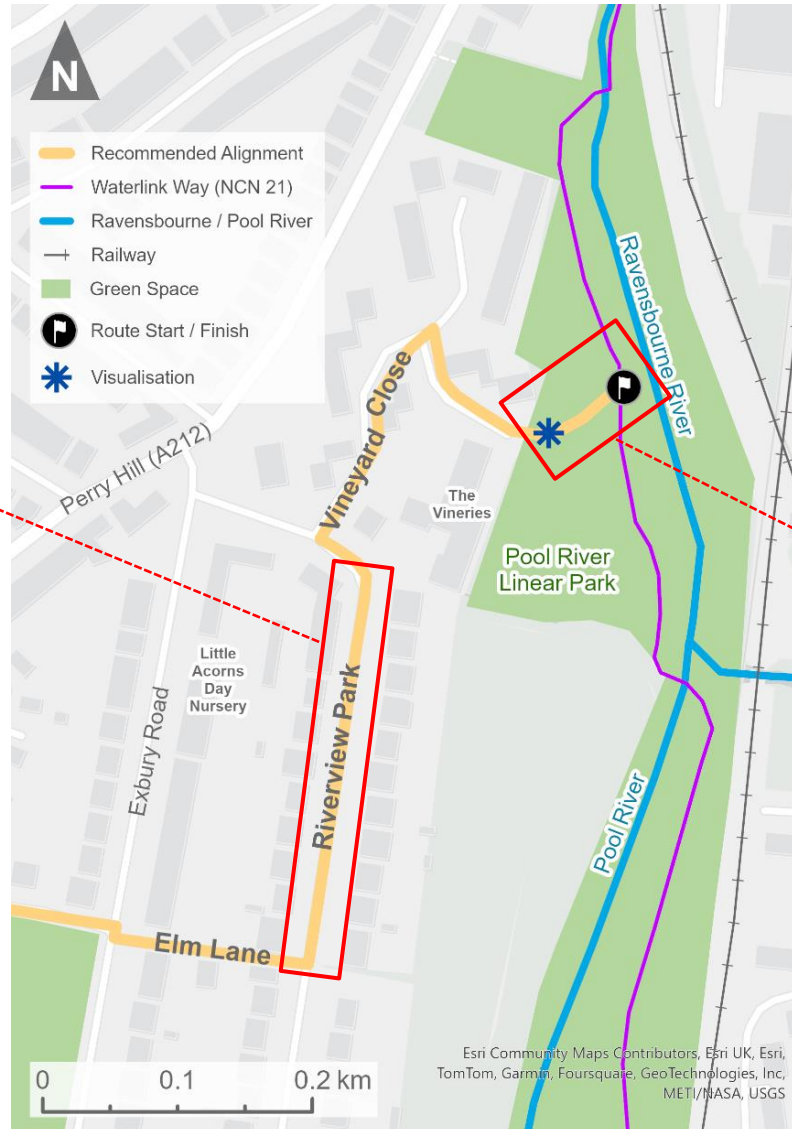 N
Recommended Alignment
Waterlink Way (NCN 21)
Ravensbourne / Pool River
Railway
Green Space
Route Start / Finish
Visualisation
Ravensbourne River
Vineyard Close
Perry Hill (A212)
The
Vineries
Pool River
Linear Park
Little
Acorns
Day
Nursery
Riverview Park
Exbury Road
Pool River
Elm Lane
0 0.1 0.2 km
Esri Community Maps Contributors, Esri UK, Esri,
TomTom, Garmin, Foursquare, GeoTechnologies, Inc,
METI/NASA, USGS